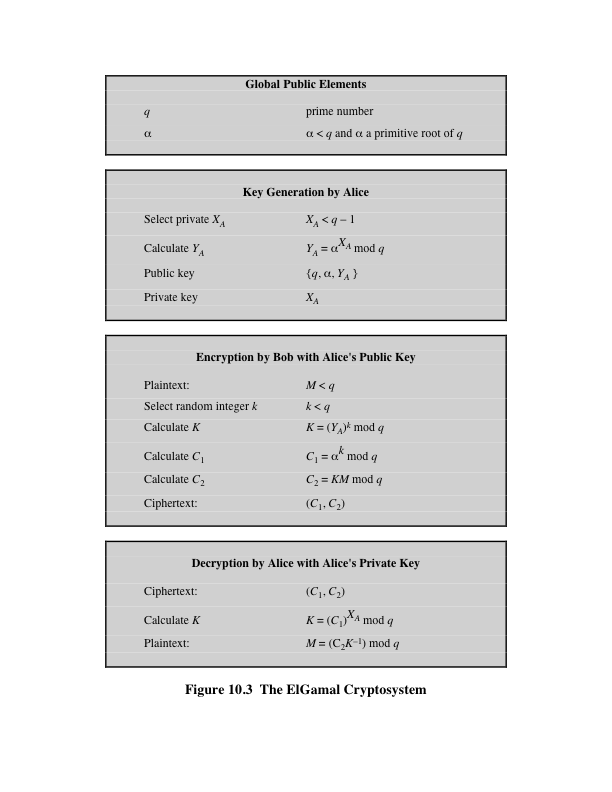 Global Public Elements
q prime number
α α < q and α a primitive root of q
Key Generation by Alice
Select private X_A X_A < q – 1
Calculate Y_A Y_A = α^X_A mod q
Public key {q, α, Y_A }
Private key X_A
Encryption by Bob with Alice's Public Key
Plaintext: M < q
Select random integer k k < q
Calculate K K = (Y_A)^k mod q
Calculate C_1 C_1 = α^k mod q
Calculate C_2 C_2 = KM mod q
Ciphertext: (C_1, C_2)
Decryption by Alice with Alice's Private Key
Ciphertext: (C_1, C_2)
Calculate K K = (C_1)^X_A mod q
Plaintext: M = (C_2K^–1) mod q
Figure 10.3 The ElGamal Cryptosystem